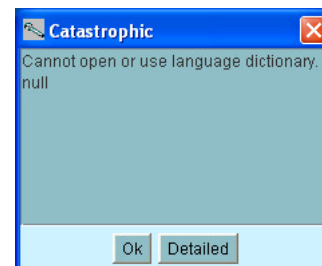 Catastrophic
Cannot open or use language dictionary.
null
Ok
Detailed